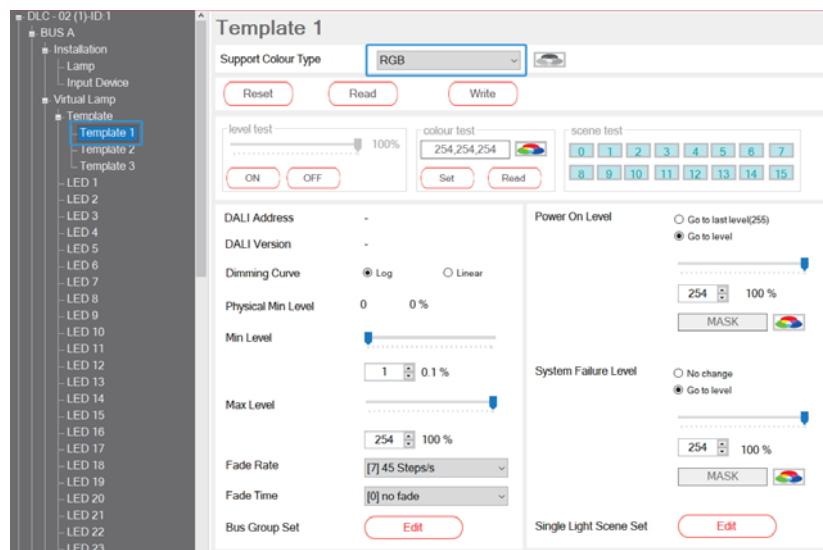 DLC - 02 (1)-ID:1
BUS A
Installation
Lamp
Input Device
Virtual Lamp
Template
Template 1
Template 2
Template 3
LED 1
LED 2
LED 3
LED 4
LED 5
LED 6
LED 7
LED 8
LED 9
LED 10
LED 11
LED 12
LED 13
LED 14
LED 15
LED 16
LED 17
LED 18
LED 19
LED 20
LED 21
LED 22
LED 23
Template 1
Support Colour Type RGB
Reset Read Write
level test
100%
ON OFF
colour test
254,254,254
Set Read
scene test
0 1 2 3 4 5 6 7
8 9 10 11 12 13 14 15
DALI Address -
DALI Version -
Dimming Curve Log Linear
Physical Min Level 0 0 %
Min Level
1 0.1 %
Max Level
254 100 %
Fade Rate [7] 45 Steps/s
Fade Time [0] no fade
Bus Group Set Edit
Power On Level Go to last level(255)
Go to level
254 100 %
MASK
System Failure Level No change
Go to level
254 100 %
MASK
Single Light Scene Set Edit